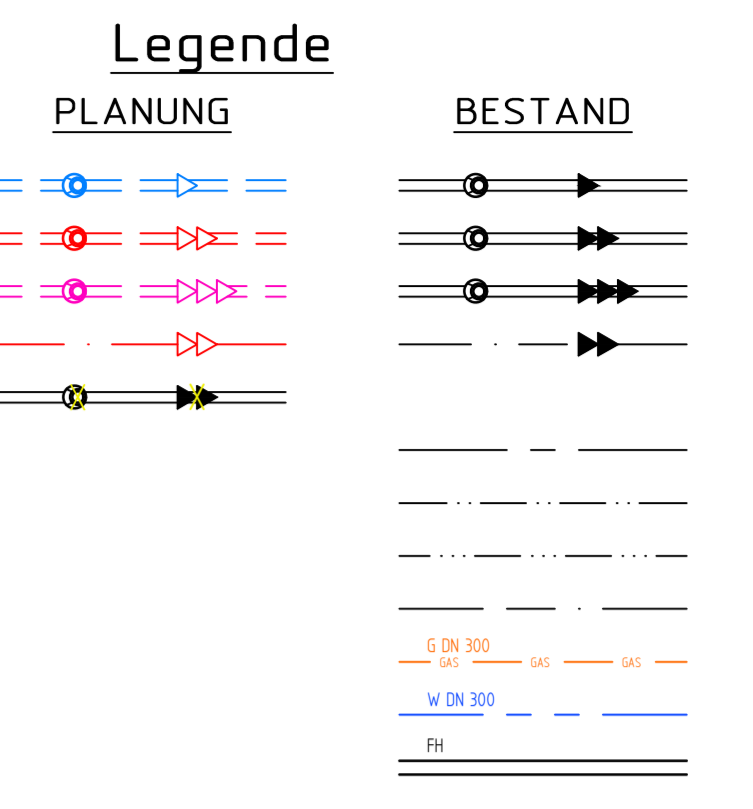 Legende
PLANUNG
BESTAND
G DN 300
GAS GAS GAS
W DN 300
FH